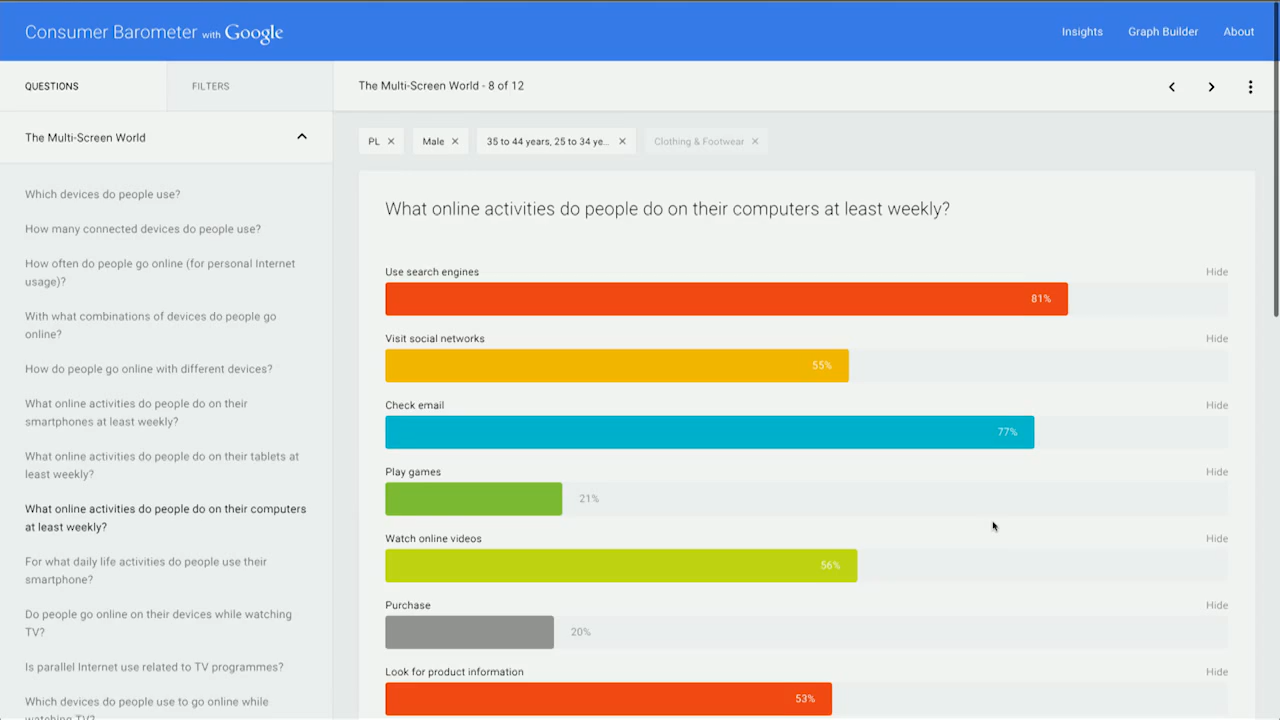 Consumer Barometer with Google
Insights
Graph Builder
About
QUESTIONS
FILTERS
The Multi-Screen World - 8 of 12
The Multi-Screen World
PL
Male
35 to 44 years, 25 to 34 ye...
Clothing & Footwear
Which devices do people use?
How many connected devices do people use?
How often do people go online (for personal Internet
usage)?
With what combinations of devices do people go
online?
How do people go online with different devices?
What online activities do people do on their
smartphones at least weekly?
What online activities do people do on their tablets at
least weekly?
What online activities do people do on their computers
at least weekly?
For what daily life activities do people use their
smartphone?
Do people go online on their devices while watching
TV?
Is parallel Internet use related to TV programmes?
Which devices do people use to go online while
watching TV?
What online activities do people do on their computers at least weekly?
Use search engines
Hide
81%
Visit social networks
Hide
55%
Check email
Hide
77%
Play games
Hide
21%
Watch online videos
Hide
56%
Purchase
Hide
20%
Look for product information
Hide
53%